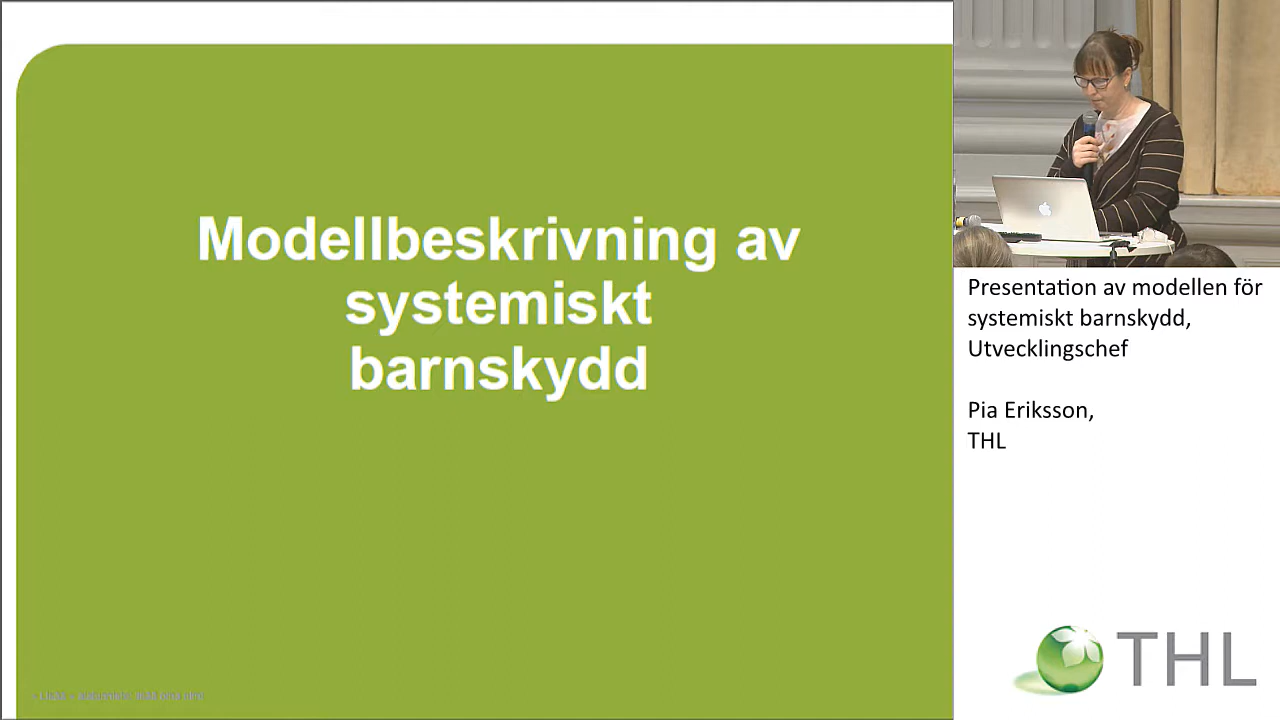 Modellbeskrivning av
systemiskt
barnskydd
Presentation av modellen för
systemiskt barnskydd,
Utvecklingschef
Pia Eriksson,
THL
THL